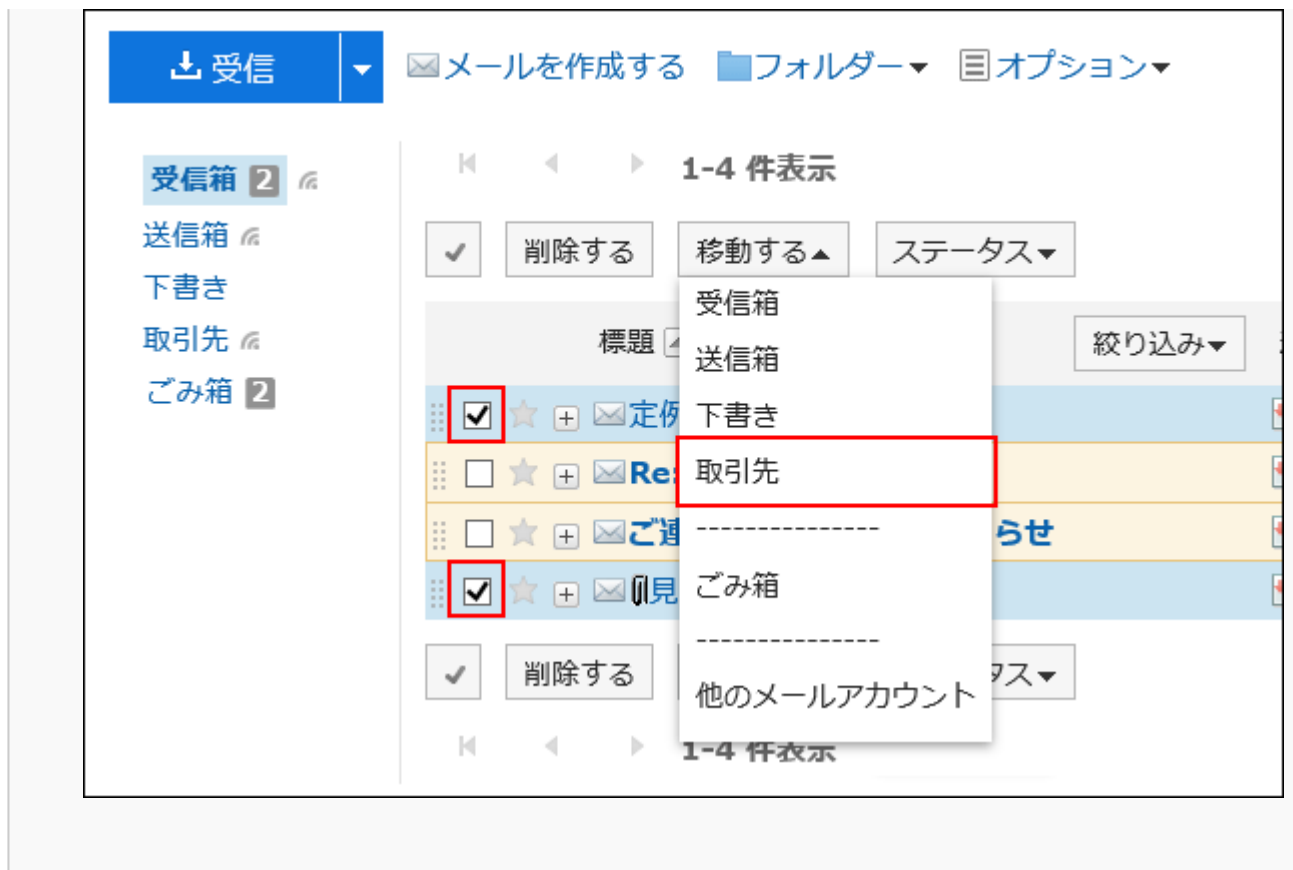 受信 メールを作成する フォルダー オプション
受信箱 2
送信箱
下書き
取引先
ごみ箱 2
1-4 件表示
削除する 移動する ステータス
受信箱
送信箱
下書き
取引先
---------------
ごみ箱
---------------
他のメールアカウント
標題 絞り込み
定例
Re:
ご連 らせ
見
削除する タス
1-4 件表示